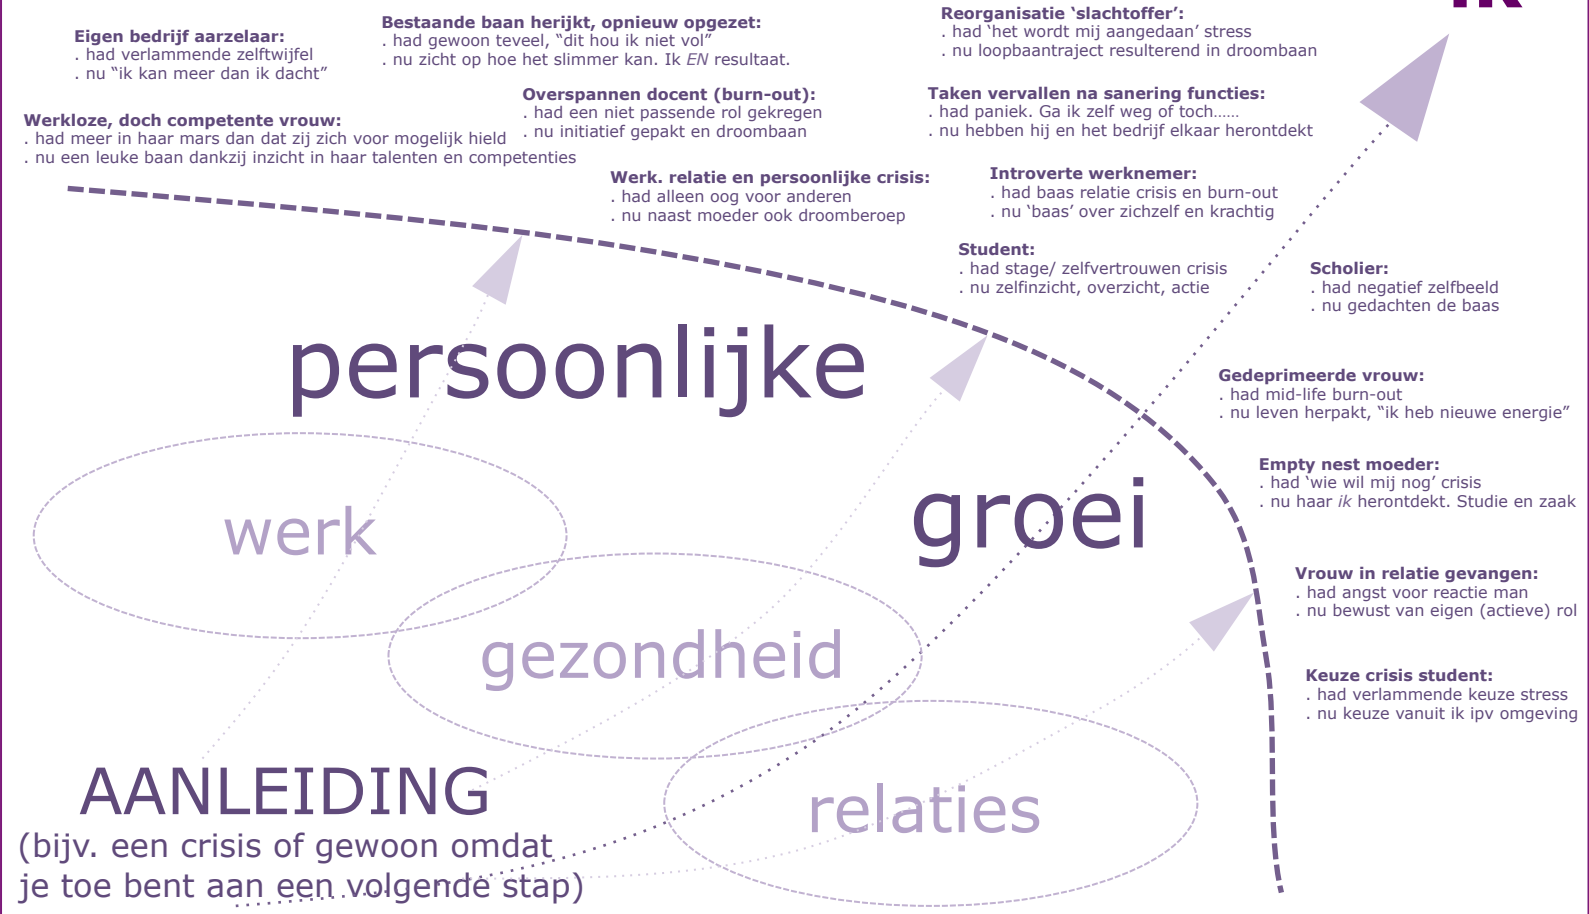 ik
Eigen bedrijf aarzelaar:
. had verlammende zelftwijfel
. nu “ik kan meer dan ik dacht”
Bestaande baan herijkt, opnieuw opgezet:
. had gewoon teveel, “dit hou ik niet vol”
. nu zicht op hoe het slimmer kan. Ik EN resultaat.
Reorganisatie ‘slachtoffer’:
. had ‘het wordt mij aangedaan’ stress
. nu loopbaantraject resulterend in droombaan
Werkloze, doch competente vrouw:
. had meer in haar mars dan dat zij zich voor mogelijk hield
. nu een leuke baan dankzij inzicht in haar talenten en competenties
Overspannen docent (burn-out):
. had een niet passende rol gekregen
. nu initiatief gepakt en droombaan
Taken vervallen na sanering functies:
. had paniek. Ga ik zelf weg of toch……
. nu hebben hij en het bedrijf elkaar herontdekt
Werk. relatie en persoonlijke crisis:
. had alleen oog voor anderen
. nu naast moeder ook droomberoep
Introverte werknemer:
. had baas relatie crisis en burn-out
. nu ‘baas’ over zichzelf en krachtig
Student:
. had stage/ zelfvertrouwen crisis
. nu zelfinzicht, overzicht, actie
Scholier:
. had negatief zelfbeeld
. nu gedachten de baas
persoonlijke
Gedeprimeerde vrouw:
. had mid-life burn-out
. nu leven herpakt, “ik heb nieuwe energie”
Empty nest moeder:
. had ‘wie wil mij nog’ crisis
. nu haar ik herontdekt. Studie en zaak
groei
werk
Vrouw in relatie gevangen:
. had angst voor reactie man
. nu bewust van eigen (actieve) rol
gezondheid
Keuze crisis student:
. had verlammende keuze stress
. nu keuze vanuit ik ipv omgeving
AANLEIDING
(bijv. een crisis of gewoon omdat
je toe bent aan een volgende stap)
relaties